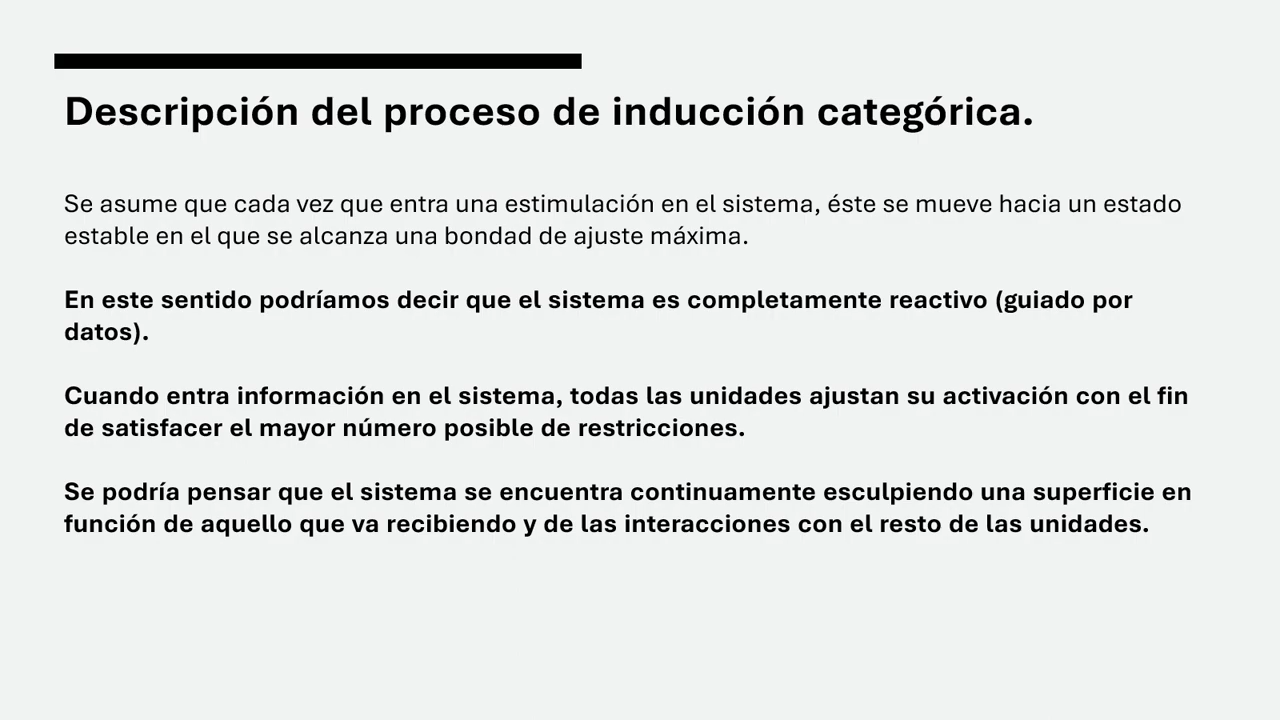 Descripción del proceso de inducción categórica.
Se asume que cada vez que entra una estimulación en el sistema, éste se mueve hacia un estado
estable en el que se alcanza una bondad de ajuste máxima.
En este sentido podríamos decir que el sistema es completamente reactivo (guiado por
datos).
Cuando entra información en el sistema, todas las unidades ajustan su activación con el fin
de satisfacer el mayor número posible de restricciones.
Se podría pensar que el sistema se encuentra continuamente esculpiendo una superficie en
función de aquello que va recibiendo y de las interacciones con el resto de las unidades.